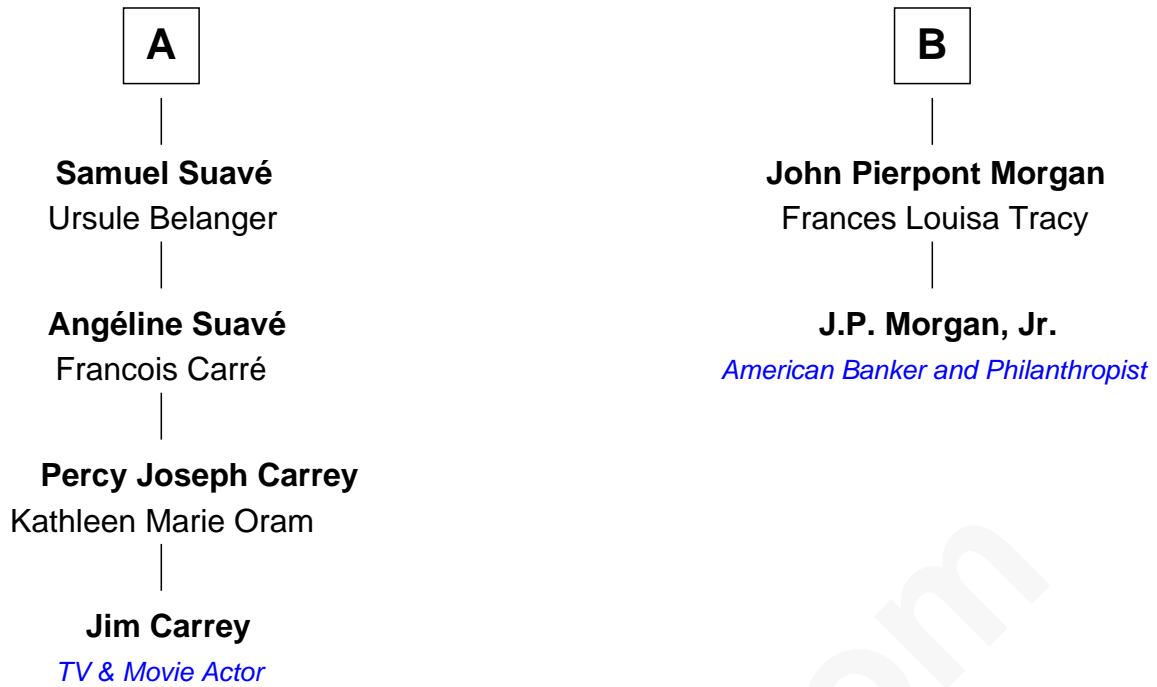 A
Samuel Suavé
Ursule Belanger
Angéline Suavé
Francois Carré
Percy Joseph Carrey
Kathleen Marie Oram
Jim Carrey
TV & Movie Actor
B
John Pierpont Morgan
Frances Louisa Tracy
J.P. Morgan, Jr.
American Banker and Philanthropist
om